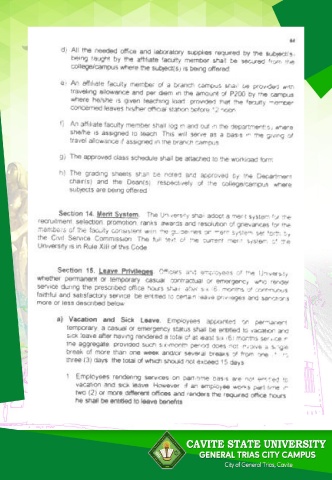 44
d) All the needed office and laboratory supplies required by the subject/s,
being taught by the affiliate faculty member shall be secured from the
college/campus where the subject(s) is being offered
e) An affiliate faculty member of a branch campus shall be provided with
traveling allowance and per diem in the amount of P200 by the campus
where he/she is given teaching load, provided that the faculty member
concerned leaves his/her official station before 12 noon
f) An affiliate faculty member shall log in and out in the department/s where
she/he is assigned to teach. This will serve as a basis in the giving of
travel allowance if assigned in the branch campus
g) The approved class schedule shall be attached to the workload form
h) The grading sheets shall be noted and approved by the Department
chair(s) and the Dean(s), respectively of the college/campus where
subjects are being offered
Section 14. Merit System. The University shall adopt a merit system for the
recruitment, selection, promotion, ranks, awards and resolution of grievances for the
members of the faculty consistent with the guidelines on merit system set forth by
the Civil Service Commission. The full text of the current merit system of the
University is in Rule XIII of this Code
Section 15. Leave Privileges. Officers and employees of the University
whether permanent or temporary, casual, contractual or emergency, who render
service during the prescribed office hours shall after six (6) months of continuous
faithful and satisfactory service, be entitled to certain leave privileges and sanctions
more or less described below
a) Vacation and Sick Leave. Employees appointed on permanent,
temporary, a casual or emergency status shall be entitled to vacation and
sick leave after having rendered a total of at least six (6) months service in
the aggregate, provided such six-month period does not involve a single
break of more than one week and/or several breaks of from one (1) to
three (3) days, the total of which should not exceed 15 days
1. Employees rendering services on part-time basis are not entitled to
vacation and sick leave. However, if an employee works part time in
two (2) or more different offices and renders the required office hours
he shall be entitled to leave benefits
CAVITE STATE UNIVERSITY
GENERAL TRIAS CITY CAMPUS
City of General Trias, Cavite